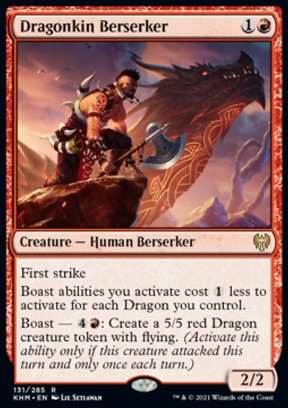 Dragonkin Berserker 1
Creature — Human Berserker
First strike
Boast abilities you activate cost 1 less to
activate for each Dragon you control.
Boast — 4: Create a 5/5 red Dragon
creature token with flying. (Activate this
ability only if this creature attacked this
turn and only once each turn.)
131/285 R
KHM • EN Lie Setiawan
2/2
™ & © 2021 Wizards of the Coast